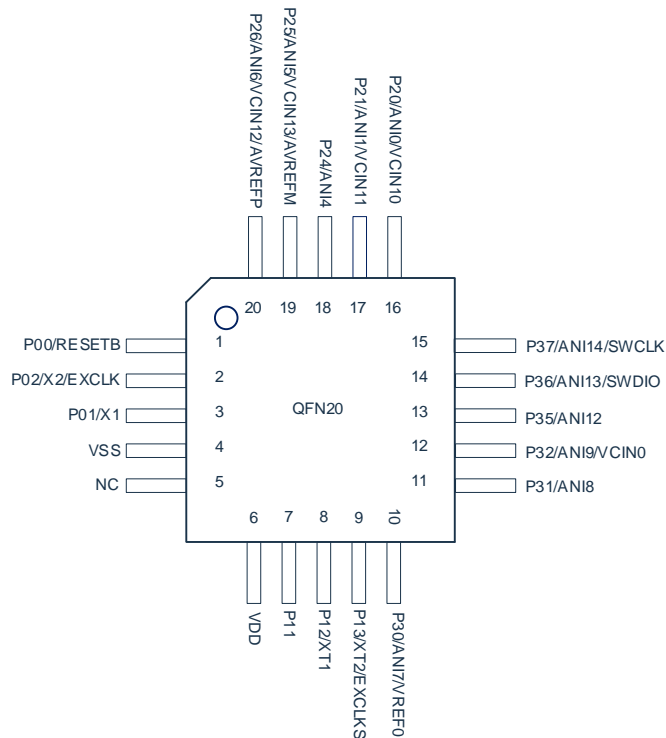 P26/ANI6/VCIN12/AVREFP
P25/ANI5/VCIN13/AVREFM
P24/ANI4
P21/ANI1/VCIN11
P20/ANI0/VCIN10
20
19
18
17
16
P00/RESETB
1
15
P37/ANI14/SWCLK
P02/X2/EXCLK
2
14
P36/ANI13/SWDIO
P01/X1
3
QFN20
13
P35/ANI12
VSS
4
12
P32/ANI9/VCIN0
NC
5
11
P31/ANI8
6
7
8
9
10
VDD
P11
P12/XT1
P13/XT2/EXCLKS
P30/ANI7/VREF0